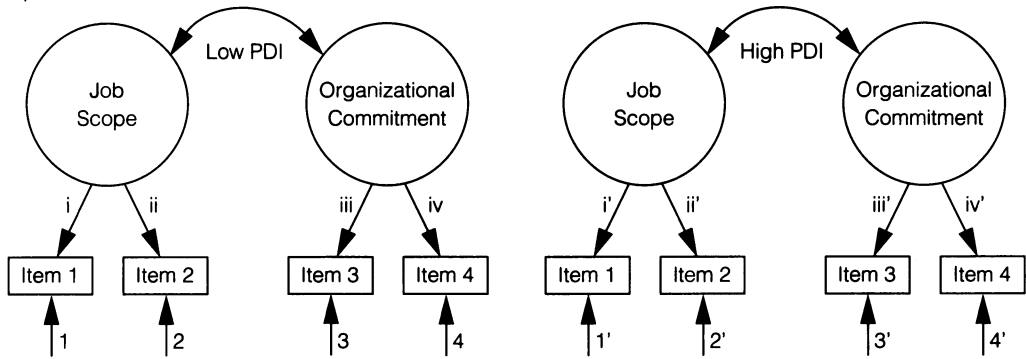 Low PDI
High PDI
Job
Scope
Organizational
Commitment
Job
Scope
Organizational
Commitment
i
ii
iii
iv
i'
ii'
iii'
iv'
Item 1
Item 2
Item 3
Item 4
Item 1
Item 2
Item 3
Item 4
1
2
3
4
1'
2'
3'
4'